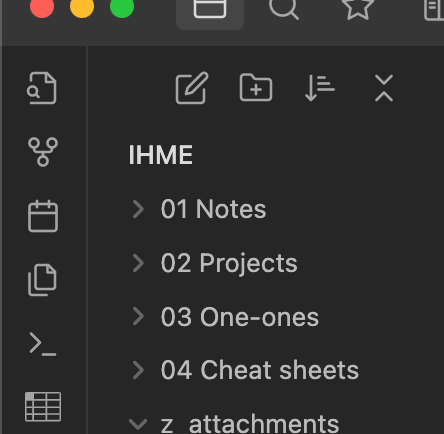 IHME
01 Notes
02 Projects
03 One-ones
04 Cheat sheets
z_attachments